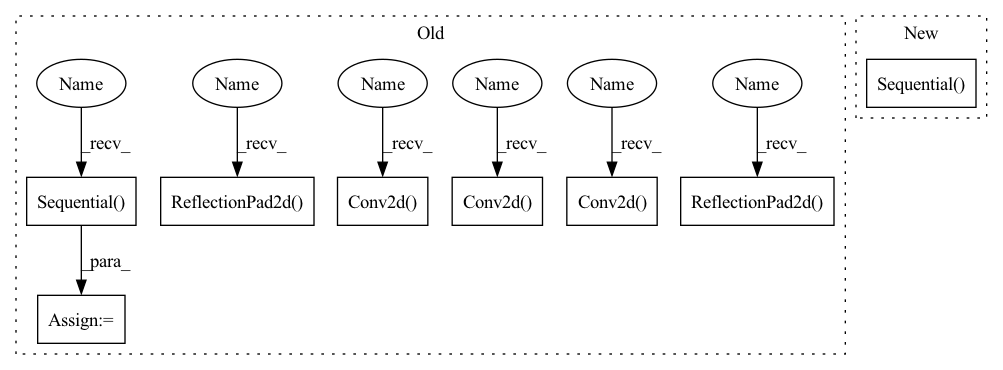 Old
New
Name
Name
Name
Name
Name
Name
Sequential()
_recv_
_recv_
_recv_
_recv_
_recv_
_recv_
Sequential()
ReflectionPad2d()
Conv2d()
Conv2d()
Conv2d()
ReflectionPad2d()
_para_
Assign:=